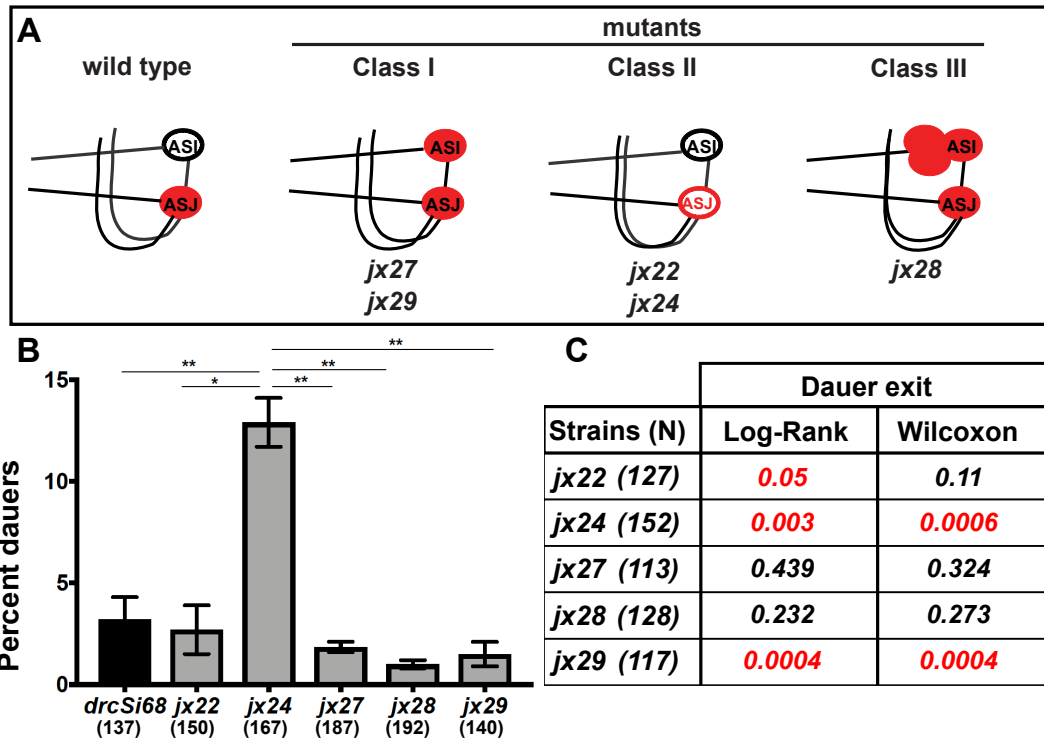 A
mutants
wild type
Class I
Class II
Class III
ASI
ASI
ASI
ASI
ASJ
ASJ
ASJ
ASJ
jx27
jx22
jx28
jx29
jx24
B
**
**
**
*
**
15
10
5
0
Percent dauers
drcSi68 jx22 jx24 jx27 jx28 jx29
(137) (150) (167) (187) (192) (140)
C
Dauer exit
Strains (N) Log-Rank Wilcoxon
jx22 (127) 0.05 0.11
jx24 (152) 0.003 0.0006
jx27 (113) 0.439 0.324
jx28 (128) 0.232 0.273
jx29 (117) 0.0004 0.0004